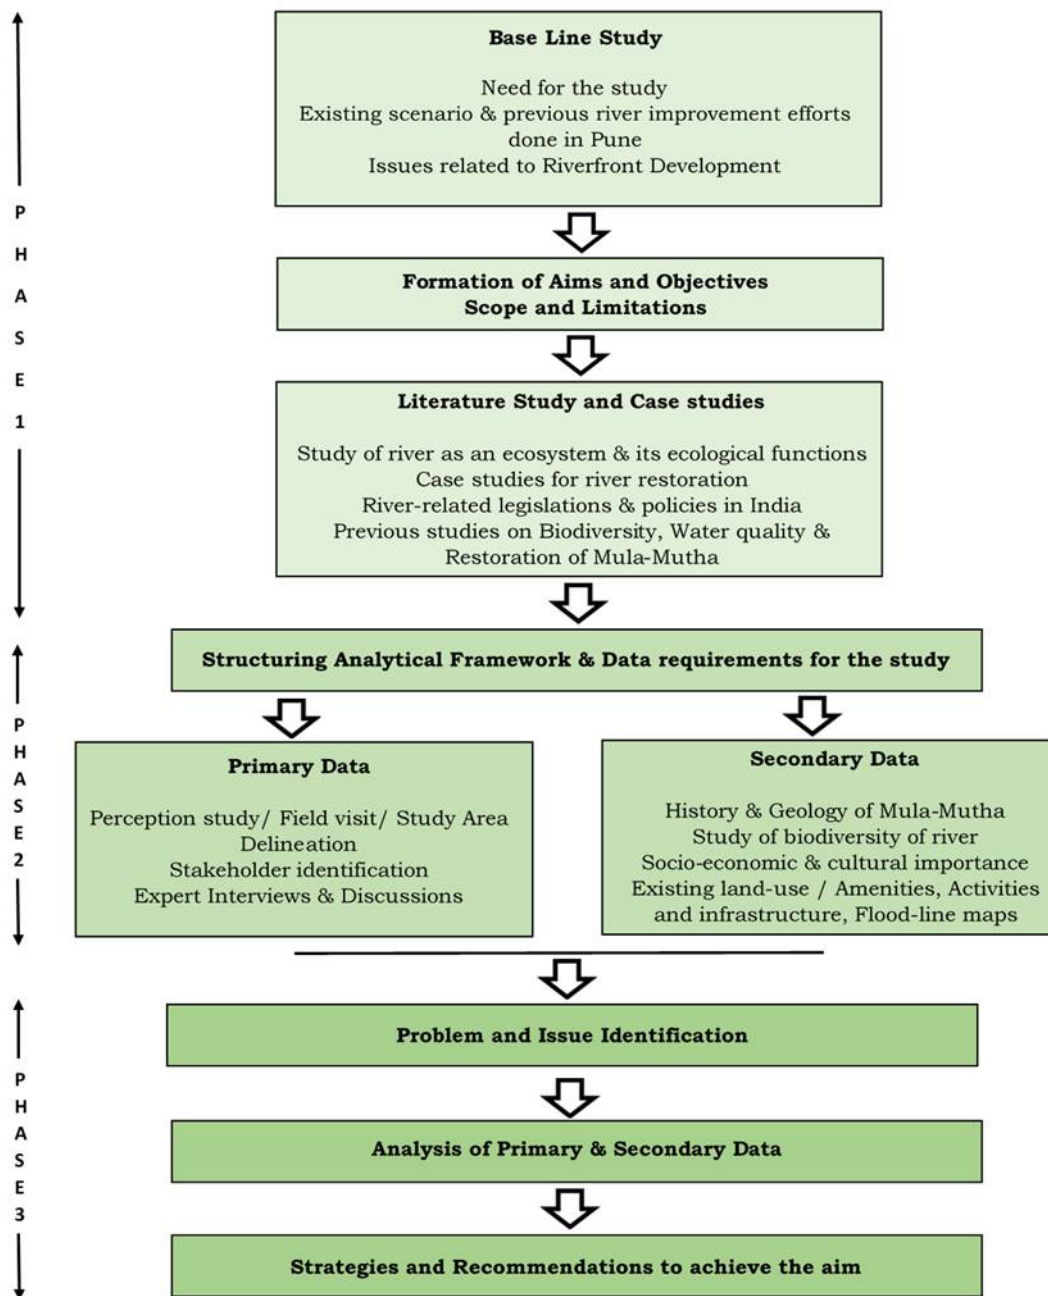 Base Line Study
Need for the study
Existing scenario & previous river improvement efforts
done in Pune
Issues related to Riverfront Development
Formation of Aims and Objectives
Scope and Limitations
Literature Study and Case studies
Study of river as an ecosystem & its ecological functions
Case studies for river restoration
River-related legislations & policies in India
Previous studies on Biodiversity, Water quality &
Restoration of Mula-Mutha
PHASE 1
Structuring Analytical Framework & Data requirements for the study
Primary Data
Perception study/ Field visit/ Study Area
Delineation
Stakeholder identification
Expert Interviews & Discussions
Secondary Data
History & Geology of Mula-Mutha
Study of biodiversity of river
Socio-economic & cultural importance
Existing land-use / Amenities, Activities
and infrastructure, Flood-line maps
PHASE 2
Problem and Issue Identification
Analysis of Primary & Secondary Data
Strategies and Recommendations to achieve the aim
PHASE 3